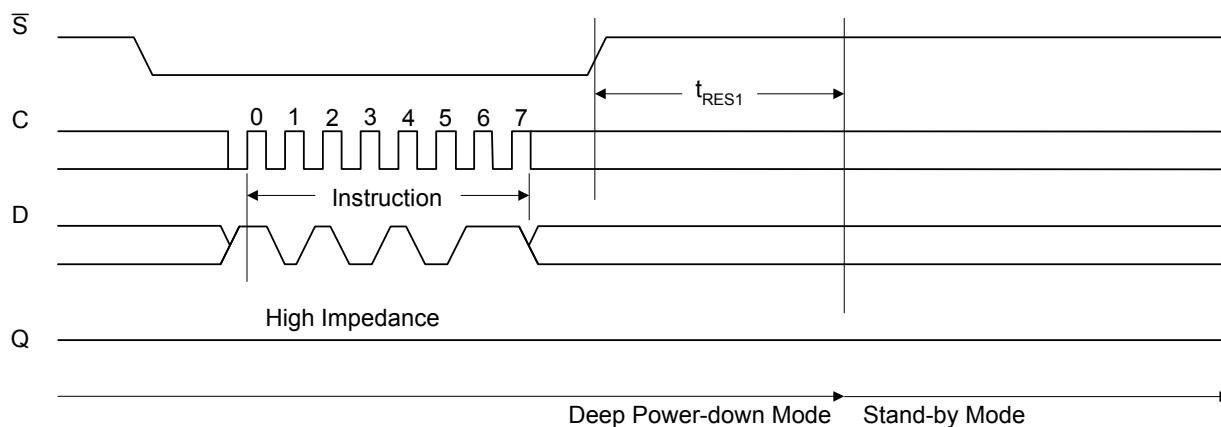 S̅
t_RES1
C
0 1 2 3 4 5 6 7
Instruction
D
High Impedance
Q
Deep Power-down Mode Stand-by Mode